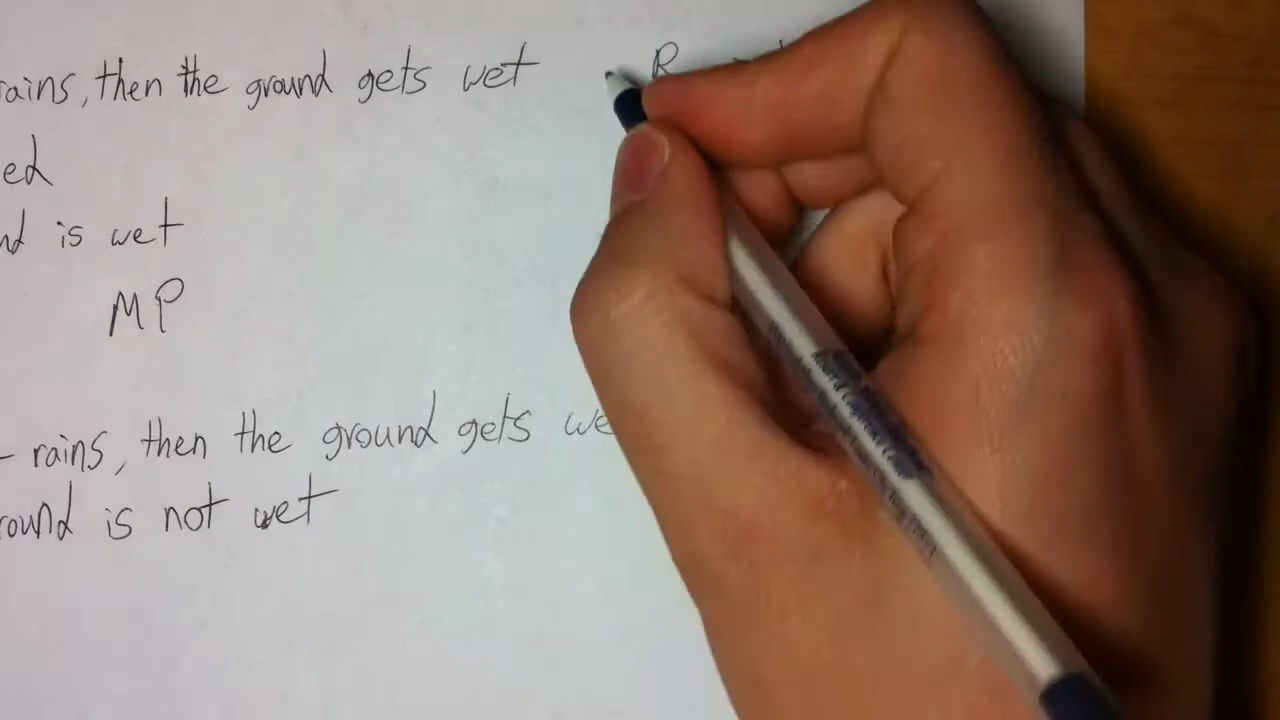 rains, then the ground gets wet R
ed
nd is wet
MP
rains, then the ground gets we
round is not wet